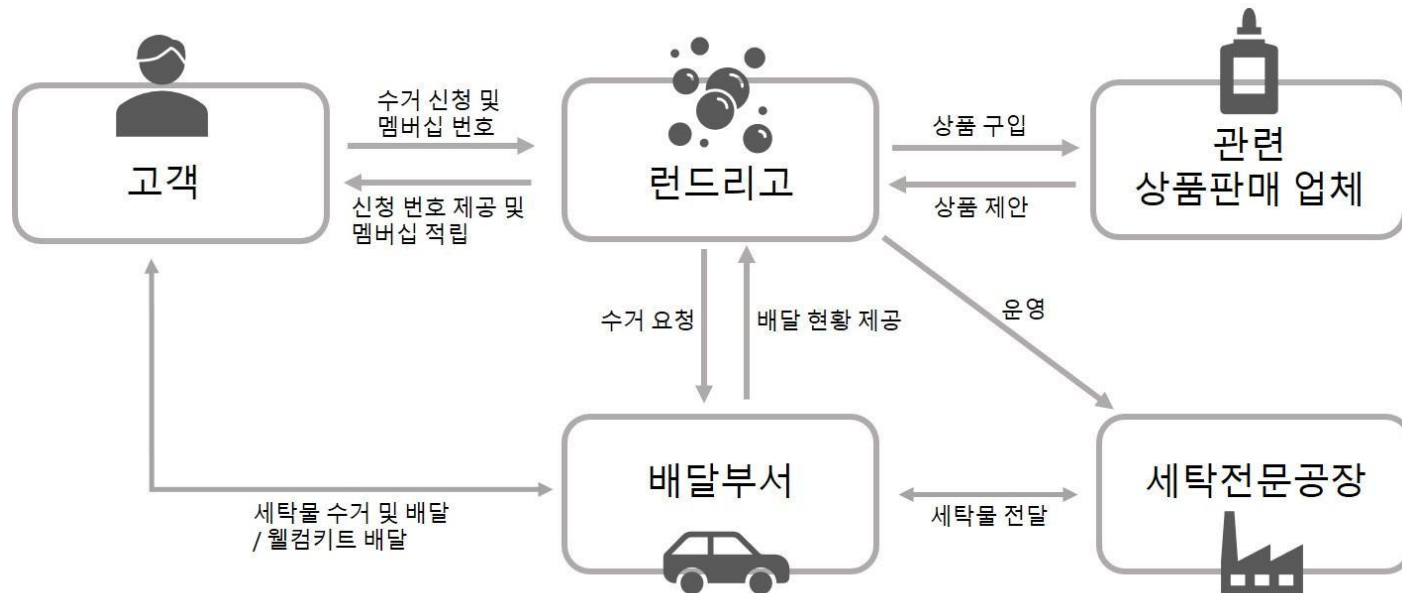 수거 신청 및
멤버십 번호
고객
신청 번호 제공 및
멤버십 적립
런드리고
상품 구입
상품 제안
관련
상품판매 업체
수거 요청
배달 현황 제공
운영
세탁물 수거 및 배달
/ 웰컴키트 배달
배달부서
세탁물 전달
세탁전문공장